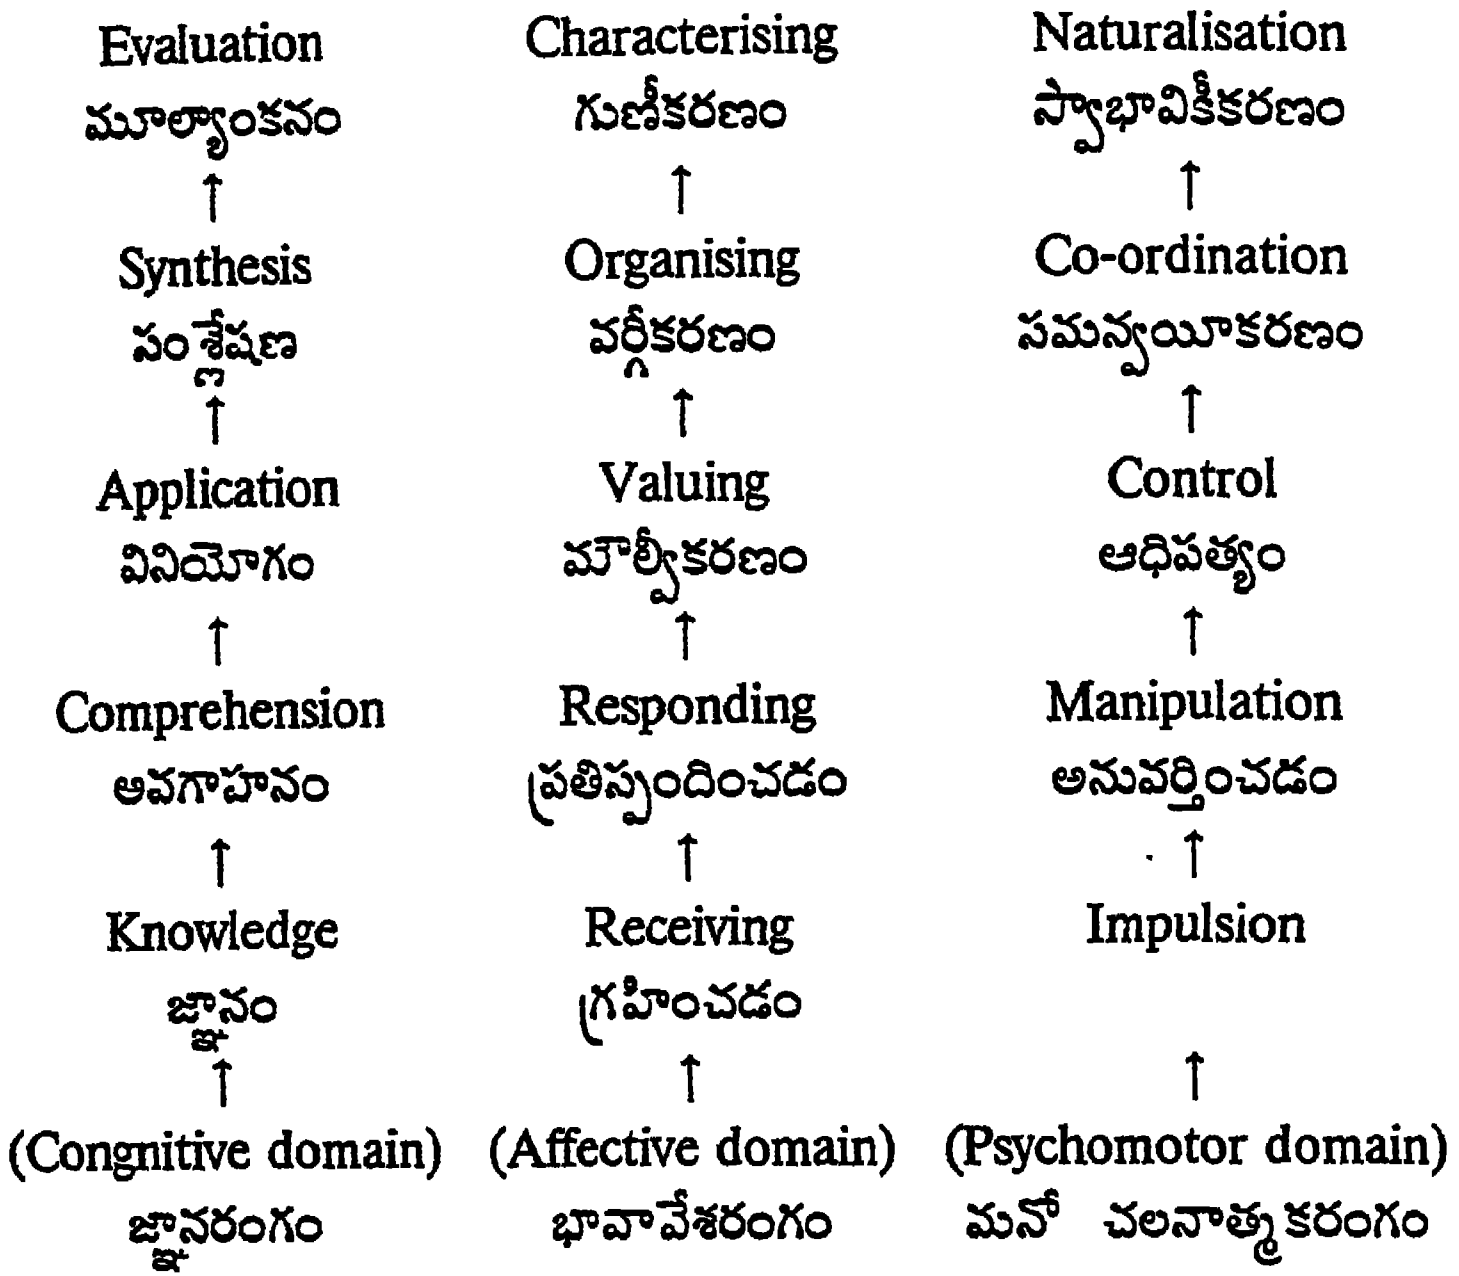 Evaluation Characterising Naturalisation
మూల్యాంకనం గుణీకరణం స్వాభావికీకరణం
↑ ↑ ↑
Synthesis Organising Co-ordination
సంశ్లేషణ వర్గీకరణం సమన్వయీకరణం
↑ ↑ ↑
Application Valuing Control
వినియోగం మౌల్వీకరణం ఆధిపత్యం
↑ ↑ ↑
Comprehension Responding Manipulation
అవగాహనం ప్రతిస్పందించడం అనువర్తించడం
↑ ↑ ↑
Knowledge Receiving Impulsion
జ్ఞానం గ్రహించడం
↑ ↑ ↑
(Congnitive domain) (Affective domain) (Psychomotor domain)
జ్ఞానరంగం భావావేశరంగం మనో చలనాత్మకరంగం